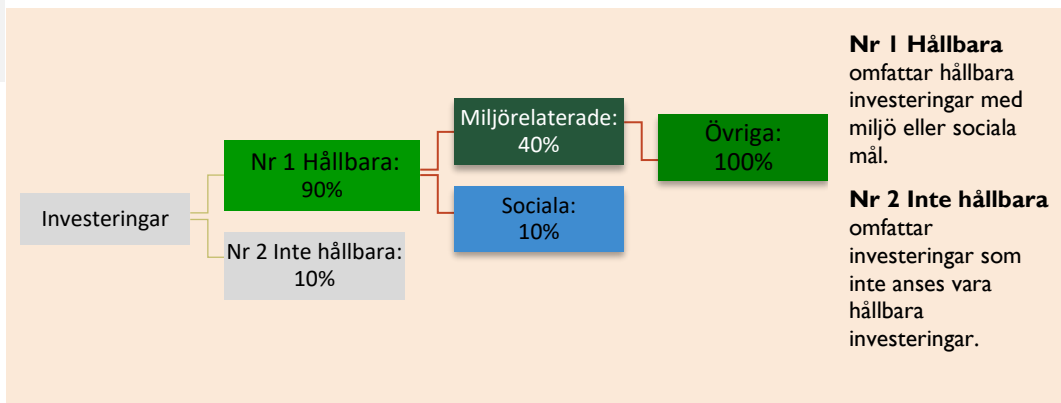 Investeringar
Nr 1 Hållbara:
90%
Nr 2 Inte hållbara:
10%
Miljörelaterade:
40%
Sociala:
10%
Övriga:
100%
Nr 1 Hållbara
omfattar hållbara
investeringar med
miljö eller sociala
mål.
Nr 2 Inte hållbara
omfattar
investeringar som
inte anses vara
hållbara
investeringar.